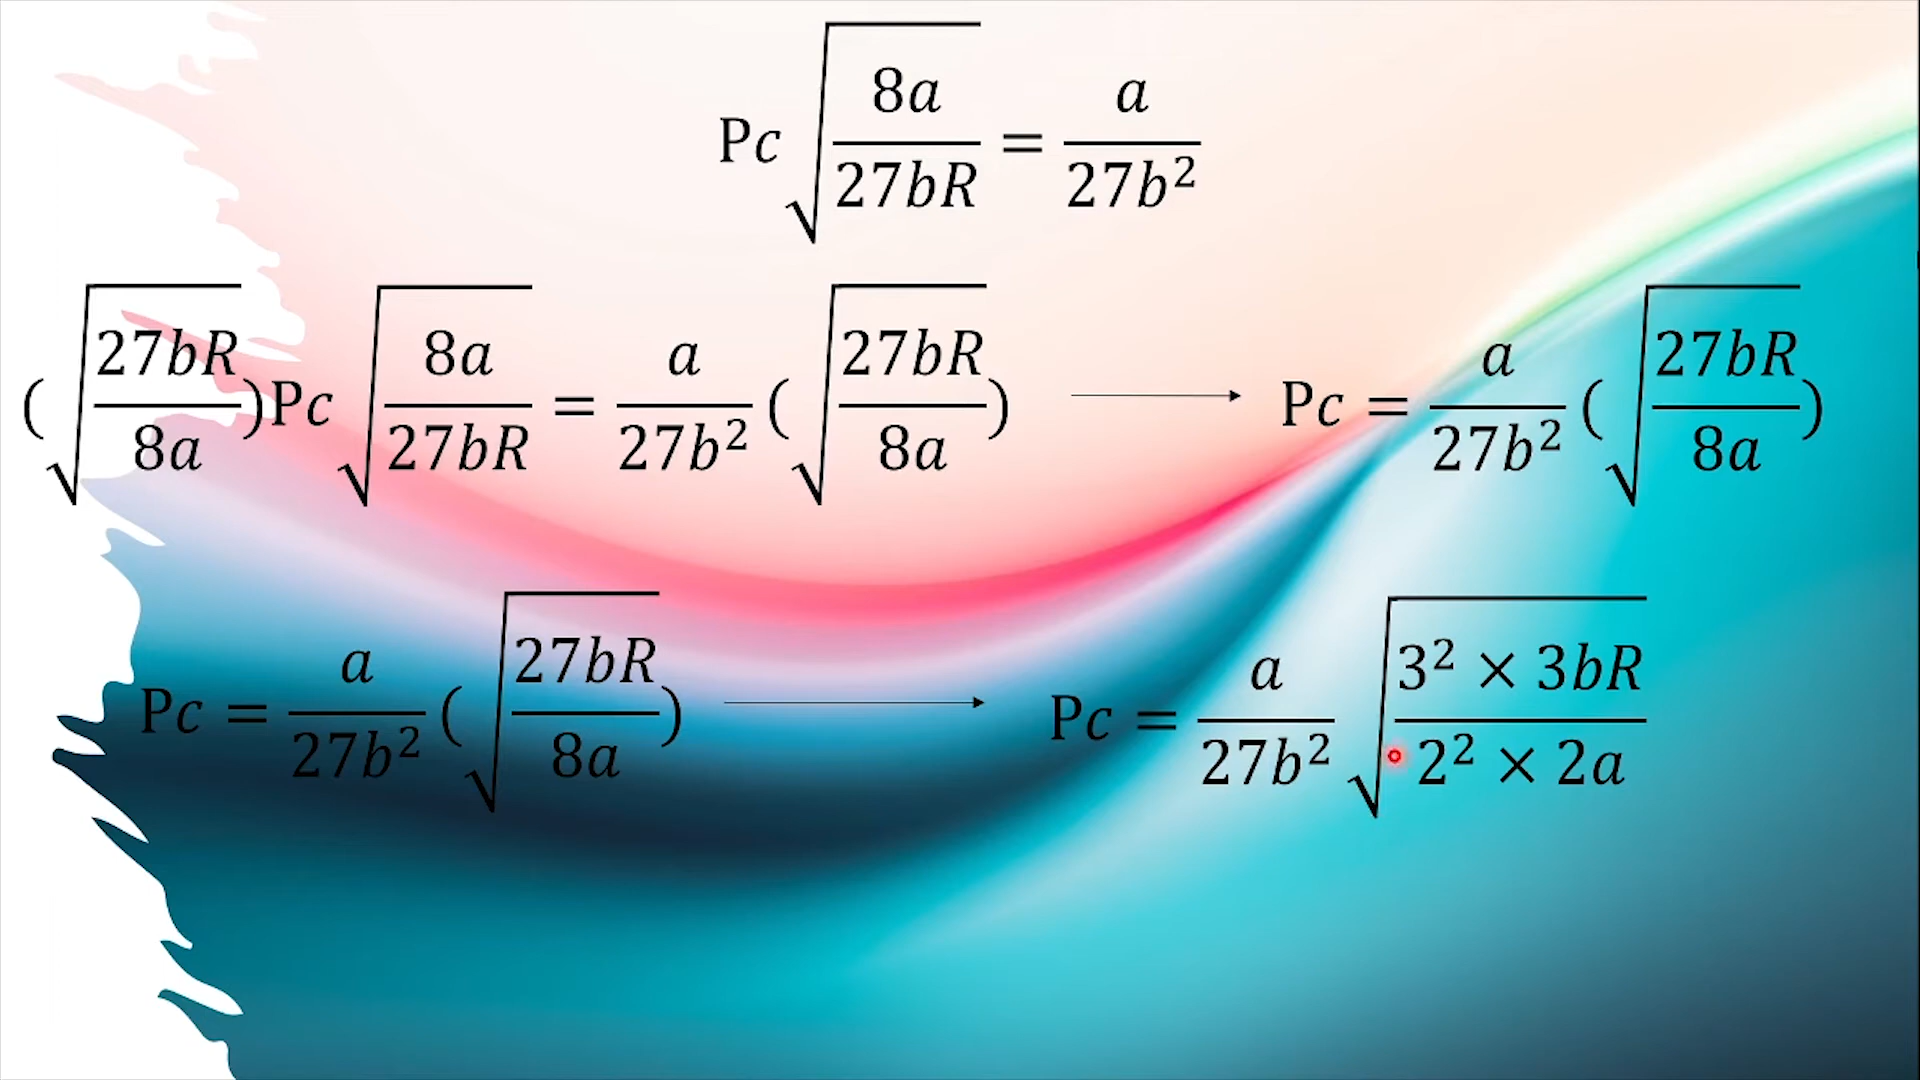 Pc √(8a/27bR) = a/27b²
(√(27bR/8a))Pc √(8a/27bR) = a/27b² (√(27bR/8a)) → Pc = a/27b² (√(27bR/8a))
Pc = a/27b² (√(27bR/8a)) → Pc = a/27b² √(3² × 3bR/2² × 2a)